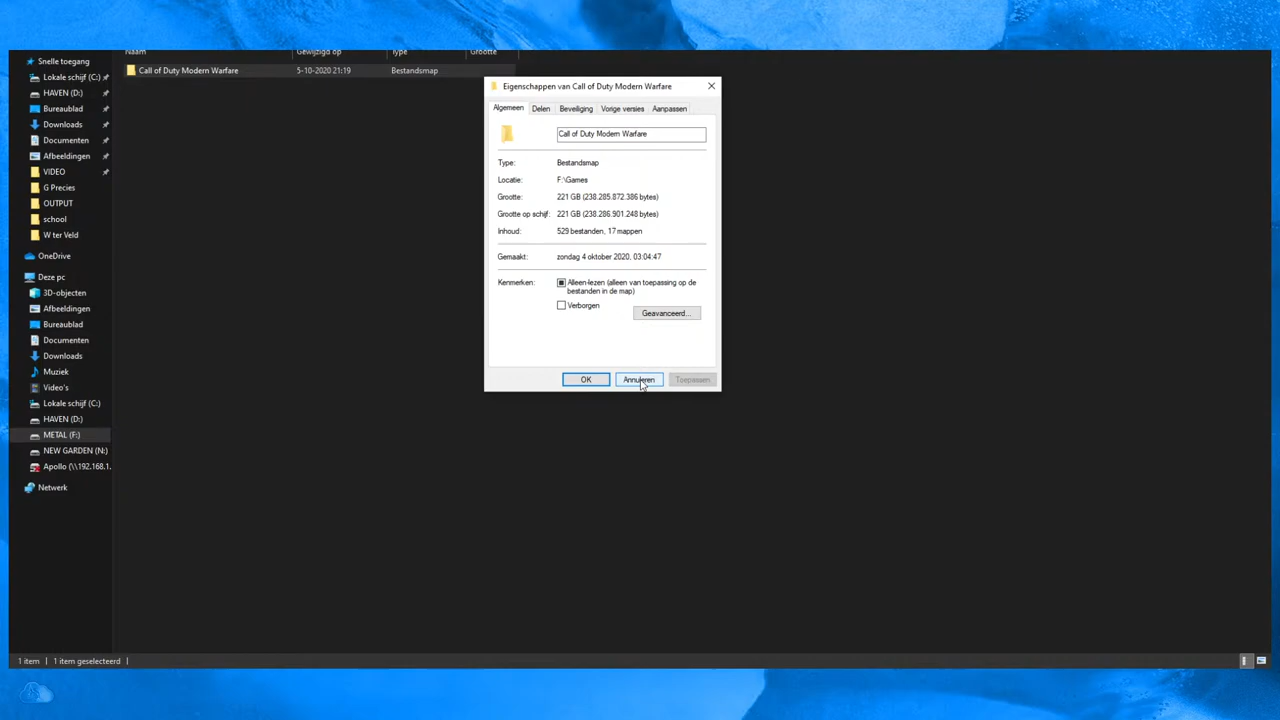 Naam Gewijzigd op Type Grootte
Call of Duty Modern Warfare 5-10-2020 21:19 Bestandsmap
Snelle toegang
Lokale schijf (C:)
HAVEN (D:)
Bureaublad
Downloads
Documenten
Afbeeldingen
VIDEO
G Precies
OUTPUT
school
W ter Veld
OneDrive
Deze pc
3D-objecten
Afbeeldingen
Bureaublad
Documenten
Downloads
Muziek
Video's
Lokale schijf (C:)
HAVEN (D:)
METAL (F:)
NEW GARDEN (N:)
Apollo (\\192.168.1.
Netwerk
Eigenschappen van Call of Duty Modern Warfare
Algemeen Delen Beveiliging Vorige versies Aanpassen
Call of Duty Modern Warfare
Type: Bestandsmap
Locatie: F:\Games
Grootte: 221 GB (238.285.872.386 bytes)
Grootte op schijf: 221 GB (238.286.901.248 bytes)
Inhoud: 529 bestanden, 17 mappen
Gemaakt: zondag 4 oktober 2020, 03:04:47
Kenmerken: Alleen-lezen (alleen van toepassing op de
bestanden in de map)
Verborgen
Geavanceerd...
OK Annuleren Toepassen
1 item 1 item geselecteerd